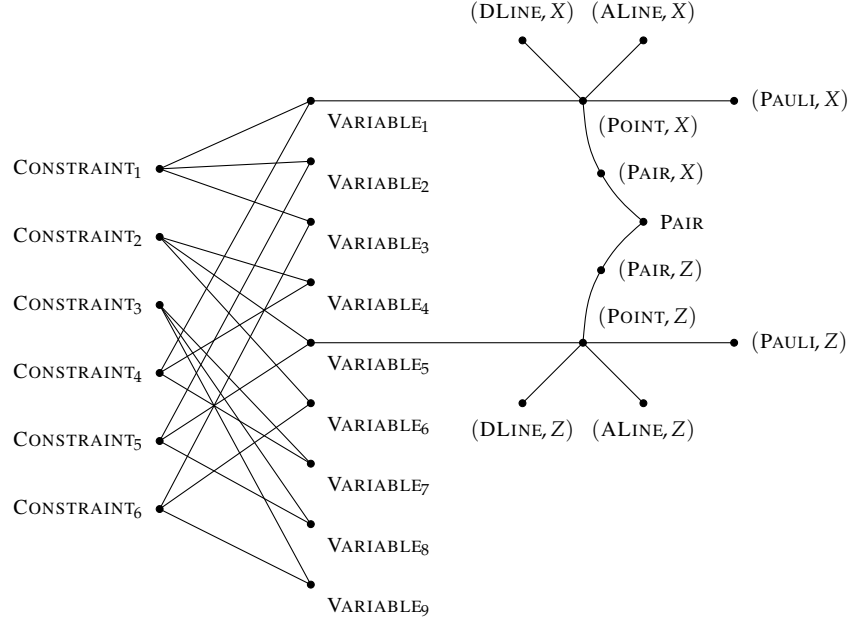 (DLINE, X) (ALINE, X)
(PAULI, X)
VARIABLE₁
(POINT, X)
CONSTRAINT₁
(PAIR, X)
VARIABLE₂
PAIR
CONSTRAINT₂
VARIABLE₃
(PAIR, Z)
CONSTRAINT₃
VARIABLE₄
(POINT, Z)
(PAULI, Z)
VARIABLE₅
CONSTRAINT₄
VARIABLE₆
(DLINE, Z) (ALINE, Z)
CONSTRAINT₅
VARIABLE₇
CONSTRAINT₆
VARIABLE₈
VARIABLE₉